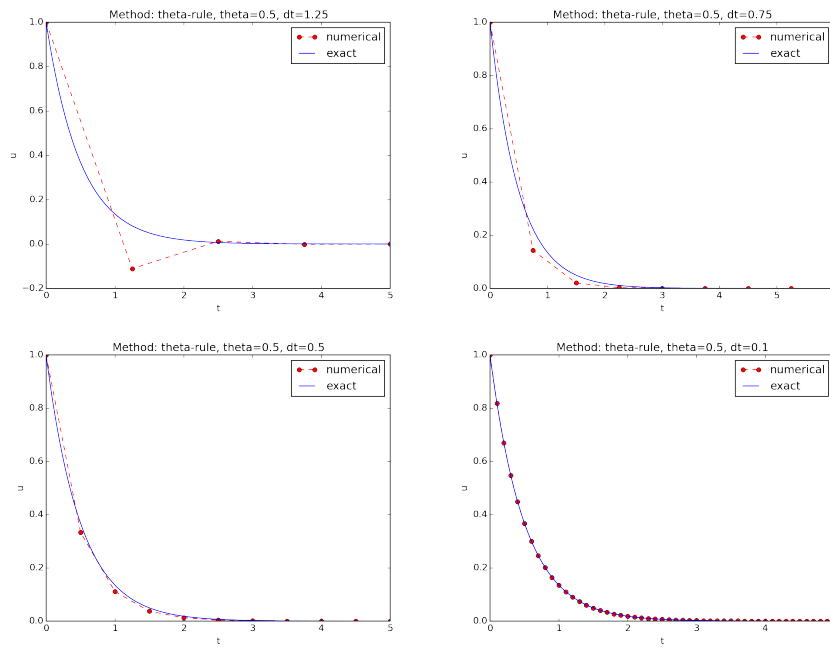 Method: theta-rule, theta=0.5, dt=1.25
1.0
0.8
0.6
0.4
0.2
0.0
−0.2
u
0 1 2 3 4 5
t
numerical
exact
Method: theta-rule, theta=0.5, dt=0.75
1.0
0.8
0.6
0.4
0.2
0.0
u
0 1 2 3 4 5
t
numerical
exact
Method: theta-rule, theta=0.5, dt=0.5
1.0
0.8
0.6
0.4
0.2
0.0
u
0 1 2 3 4 5
t
numerical
exact
Method: theta-rule, theta=0.5, dt=0.1
1.0
0.8
0.6
0.4
0.2
0.0
u
0 1 2 3 4
t
numerical
exact